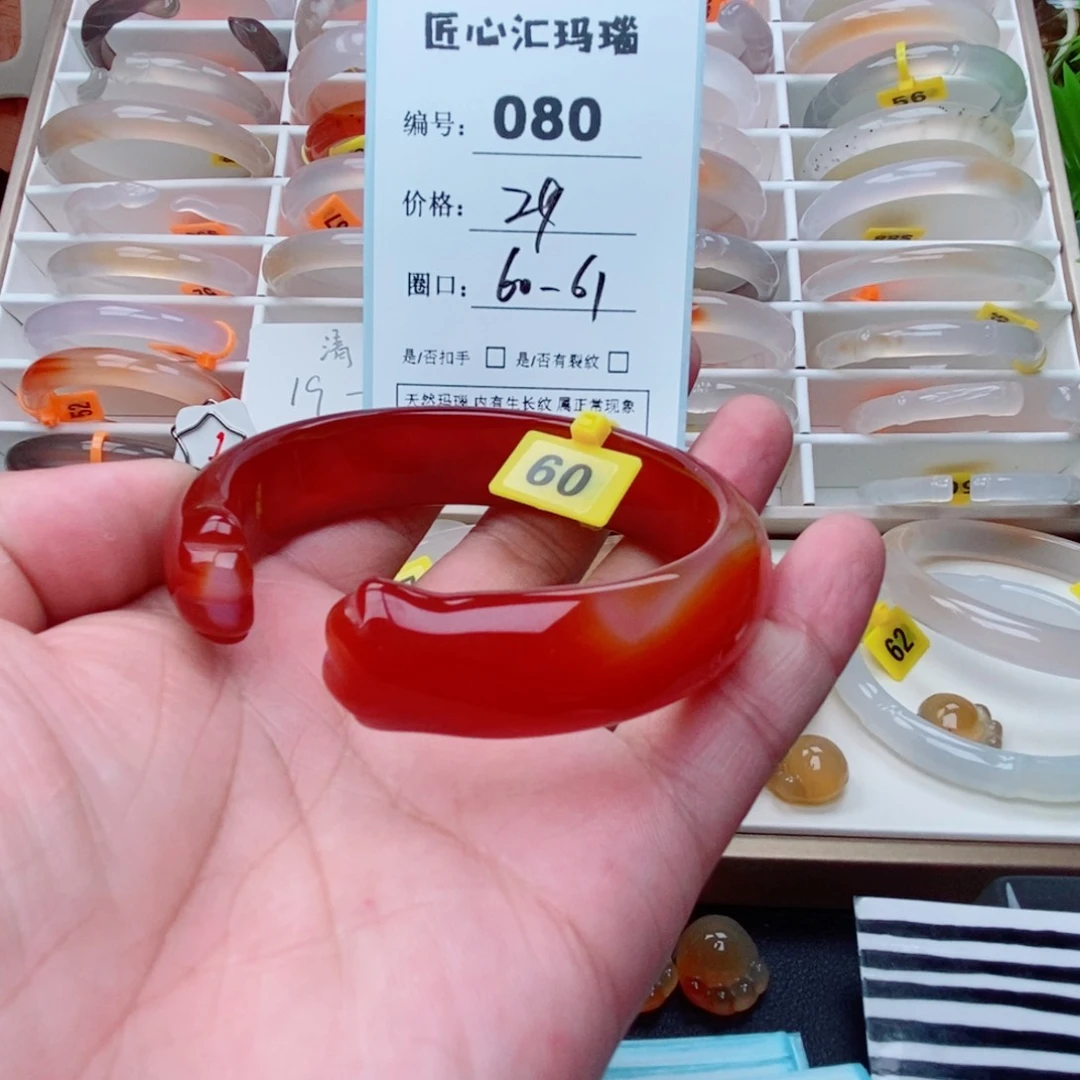 匠心汇玛瑙
编号: 080
价格: 29
圈口: 60-61
是/否扣手 □ 是/否有裂纹 □
天然玛瑙 内有生长纹 属正常现象
清
19-
60
56
52
62